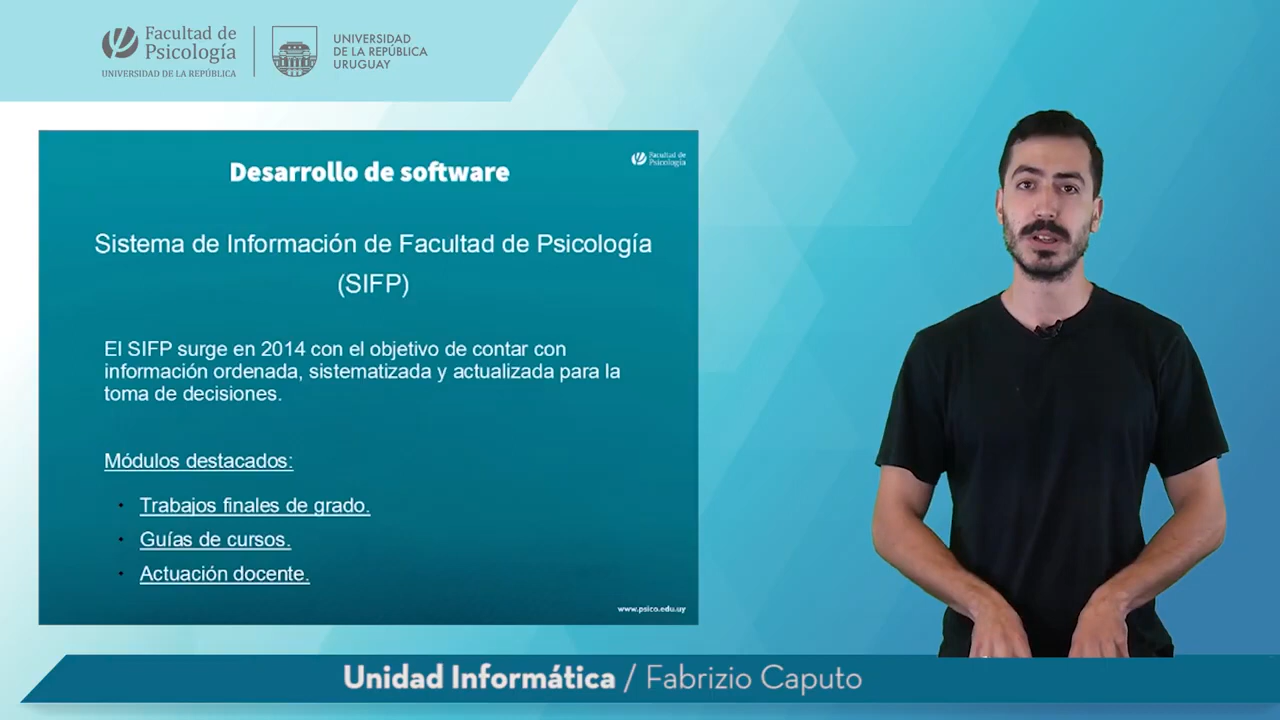 Facultad de
Psicología
UNIVERSIDAD DE LA REPÚBLICA
UNIVERSIDAD
DE LA REPÚBLICA
URUGUAY
Desarrollo de software
Facultad de
Psicología
Sistema de Información de Facultad de Psicología
(SIFP)
El SIFP surge en 2014 con el objetivo de contar con
información ordenada, sistematizada y actualizada para la
toma de decisiones.
Módulos destacados:
· Trabajos finales de grado.
· Guías de cursos.
· Actuación docente.
www.psico.edu.uy
Unidad Informática / Fabrizio Caputo